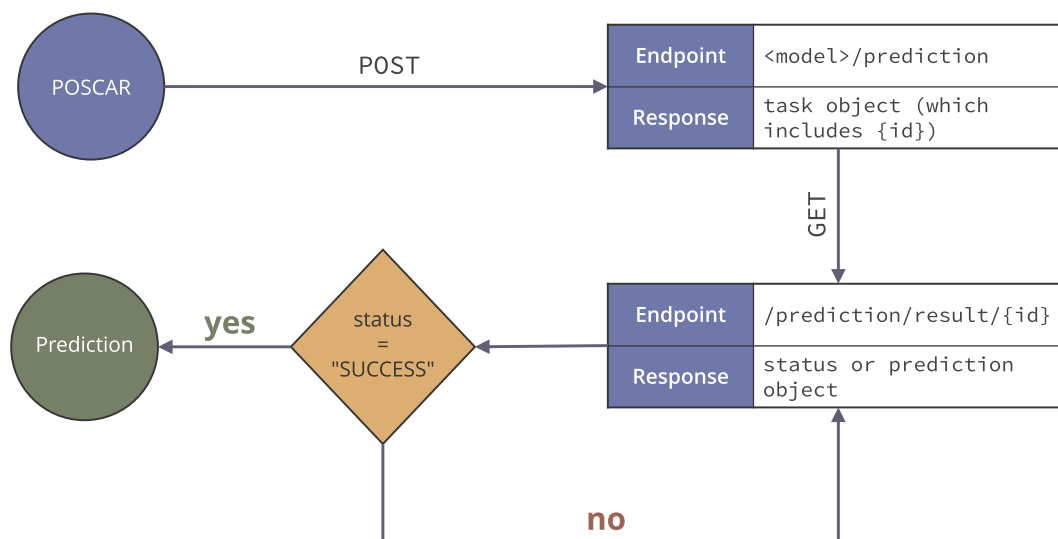 POSCAR
POST
Endpoint
<model>/prediction
Response
task object (which
includes {id})
GET
Endpoint
/prediction/result/{id}
Response
status or prediction
object
status
=
"SUCCESS"
yes
Prediction
no